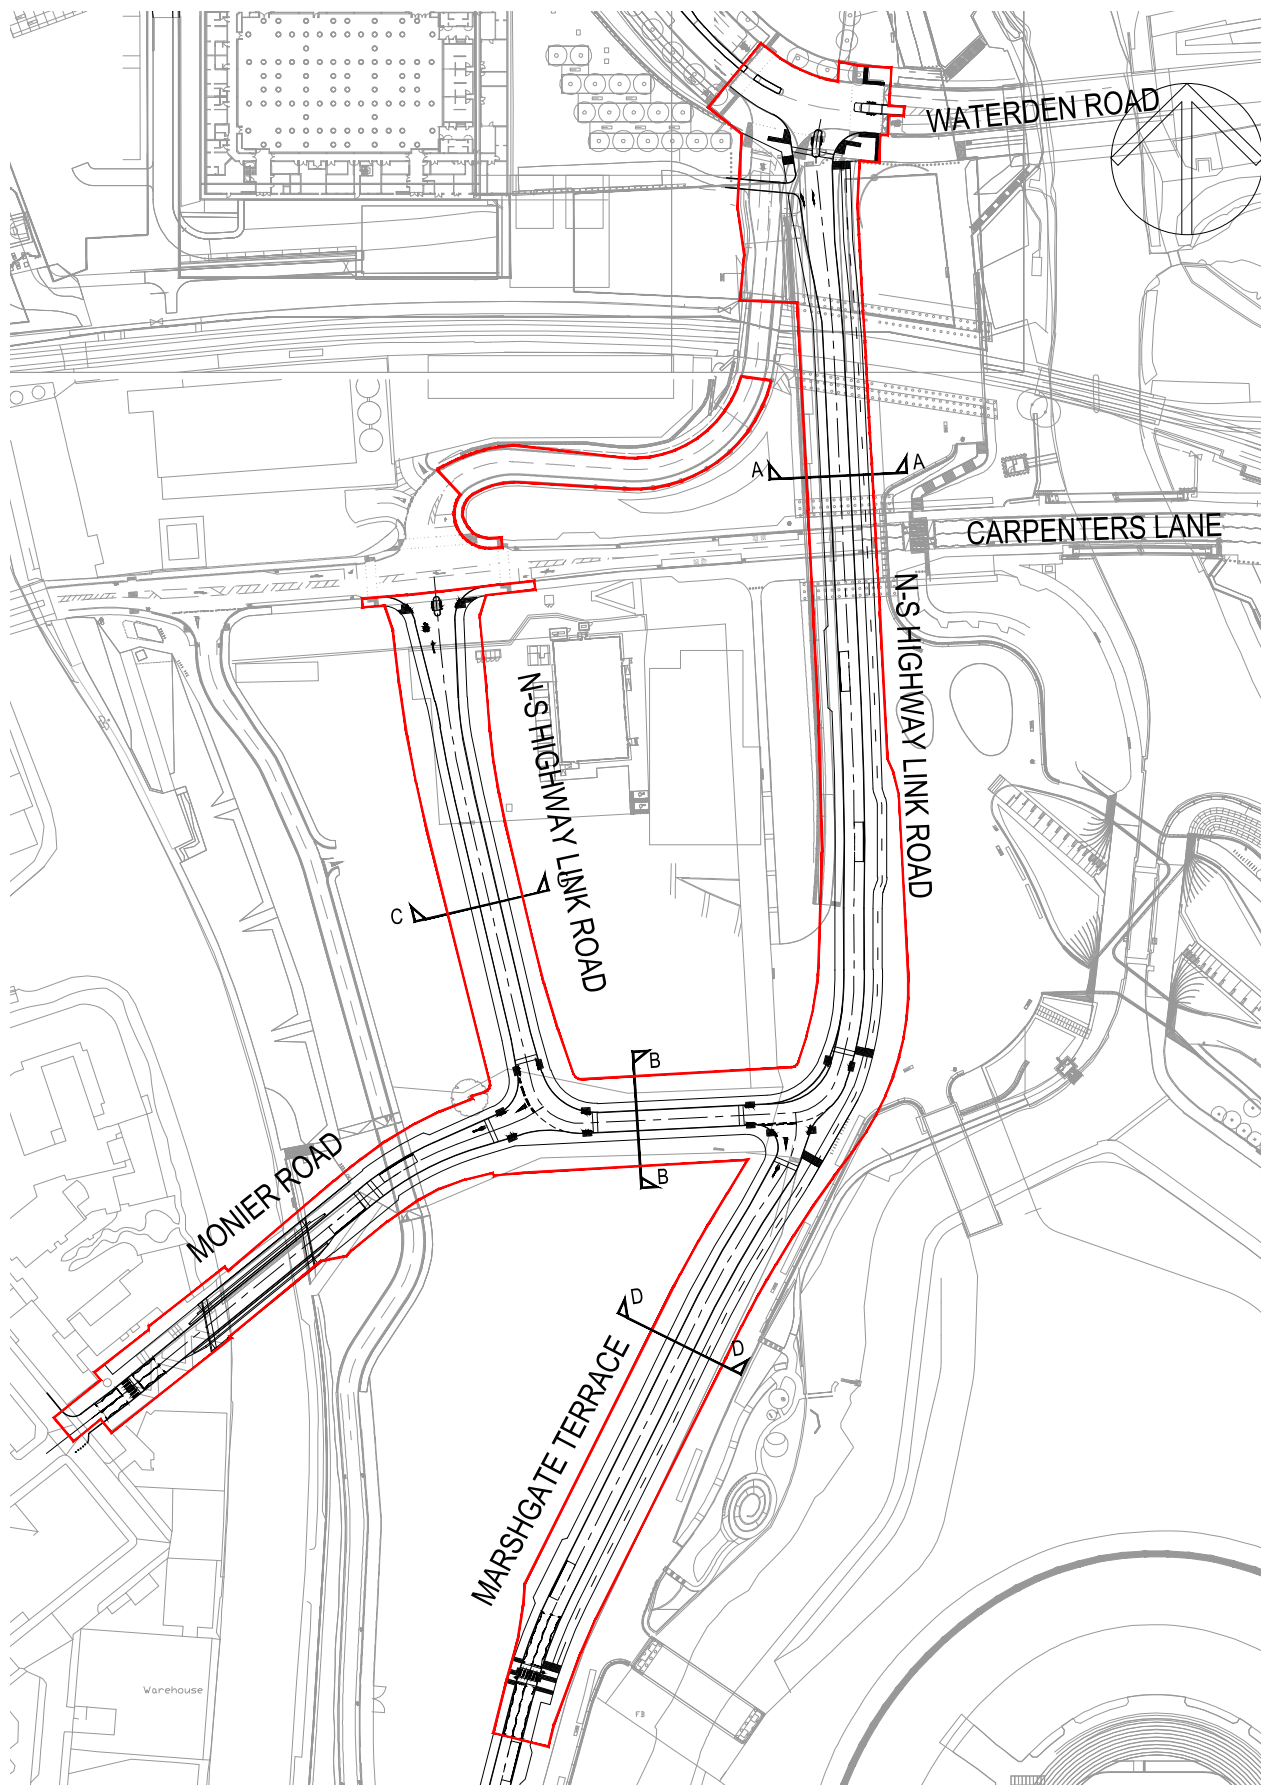 WATERDEN ROAD
A
A
CARPENTERS LANE
N-S HIGHWAY LINK ROAD
N-S HIGHWAY LINK ROAD
C
C
B
B
MONIER ROAD
D
D
MARSHGATE TERRACE
Warehouse
FB